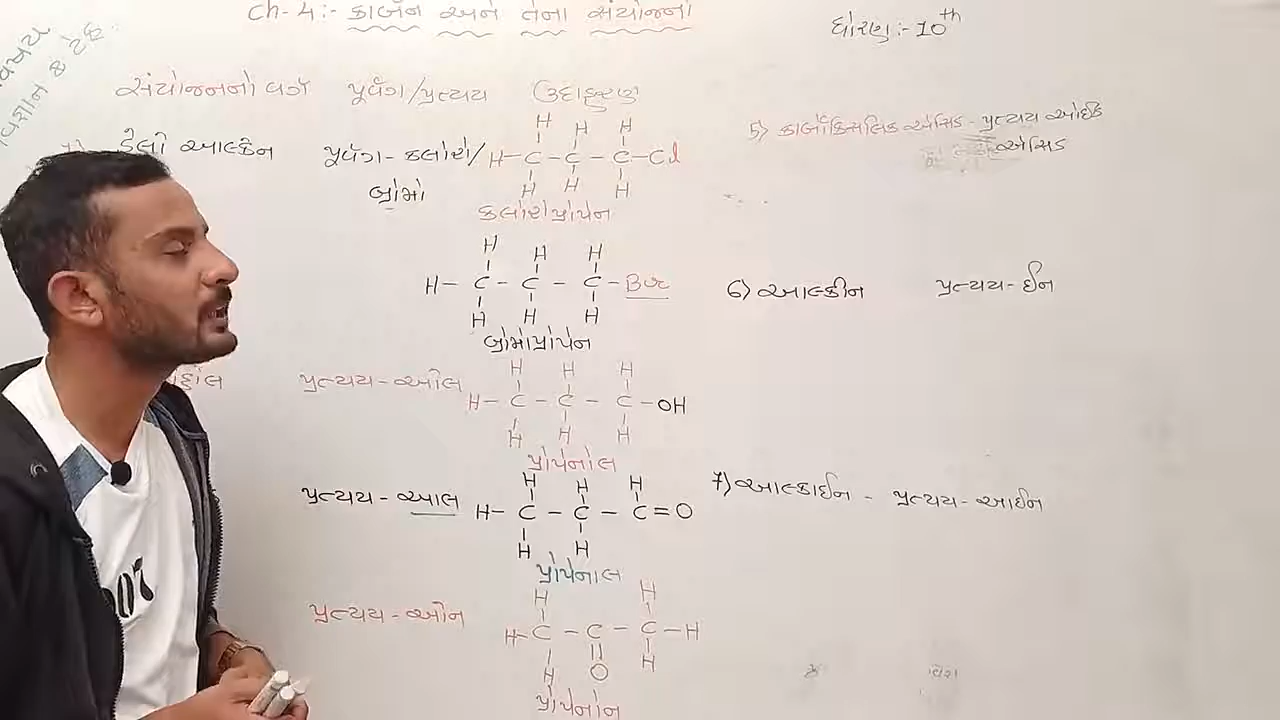 ch-4:- કાર્બન અને તેના સંયોજનો
ધોરણ:- 10th
વિજ્ઞાન & ટેક
સંયોજનનો વર્ગ પૂર્વગ/પ્રત્યય ઉદાહરણ
હેલો આલ્કેન પૂર્વગ-ક્લોરો/
બ્રોમો
H H H
H-C-C-C-Cl
H H H
ક્લોરોપ્રોપેન
H H H
H-C-C-C-Br
H H H
બ્રોમોપ્રોપેન
પ્રત્યય-ઓલ
H H H
H-C-C-C-OH
H H H
પ્રોપેનોલ
પ્રત્યય-આલ
H H H
H-C-C-C=O
H H
પ્રોપેનાલ
પ્રત્યય-ઓન
H H
H-C-C-C-H
H O H
પ્રોપેનોન
5) કાર્બોક્સિલિક એસિડ-પ્રત્યય ઓઈક
એસિડ
6) આલ્કીન પ્રત્યય-ઈન
7) આલ્કાઈન - પ્રત્યય-આઈન
007